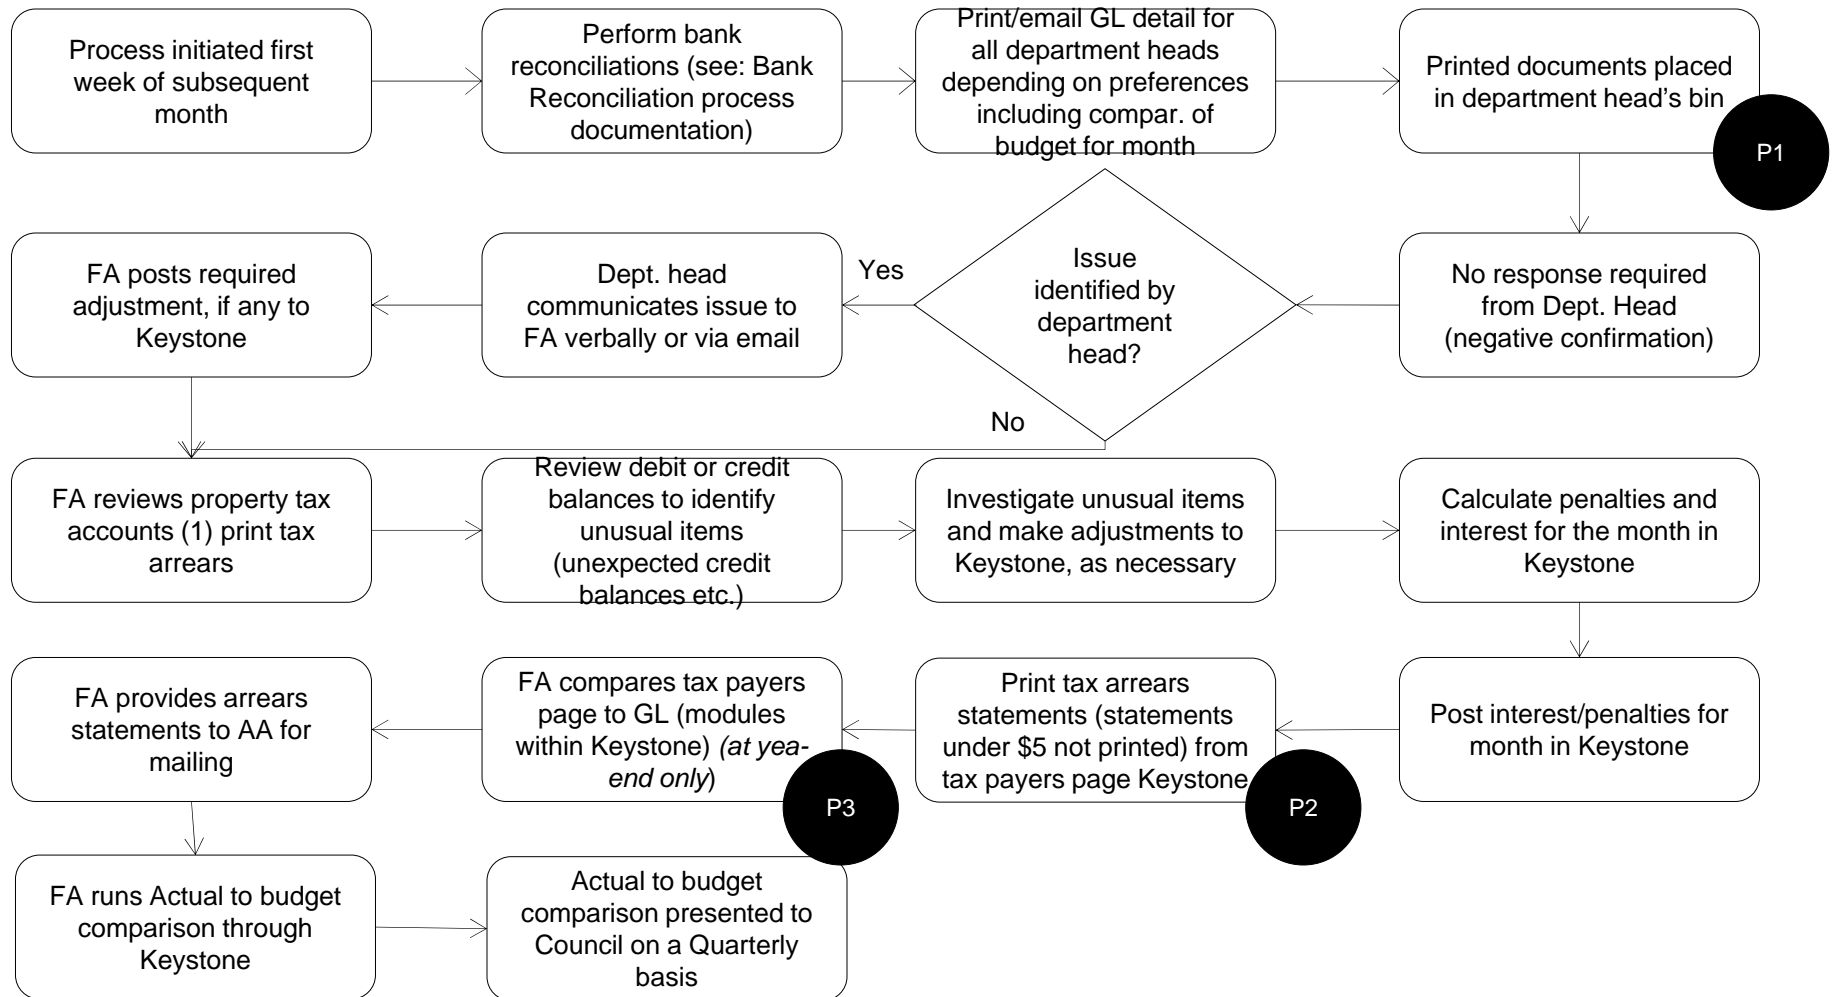 Process initiated first
week of subsequent
month
Perform bank
reconciliations (see: Bank
Reconciliation process
documentation)
Print/email GL detail for
all department heads
depending on preferences
including compar. of
budget for month
Printed documents placed
in department head's bin
P1
No response required
from Dept. Head
(negative confirmation)
Issue
identified by
department
head?
Yes
No
Dept. head
communicates issue to
FA verbally or via email
FA posts required
adjustment, if any to
Keystone
FA reviews property tax
accounts (1) print tax
arrears
Review debit or credit
balances to identify
unusual items
(unexpected credit
balances etc.)
Investigate unusual items
and make adjustments to
Keystone, as necessary
Calculate penalties and
interest for the month in
Keystone
Post interest/penalties for
month in Keystone
Print tax arrears
statements (statements
under $5 not printed) from
tax payers page Keystone
P2
FA compares tax payers
page to GL (modules
within Keystone) (at yea-
end only)
P3
FA provides arrears
statements to AA for
mailing
FA runs Actual to budget
comparison through
Keystone
Actual to budget
comparison presented to
Council on a Quarterly
basis